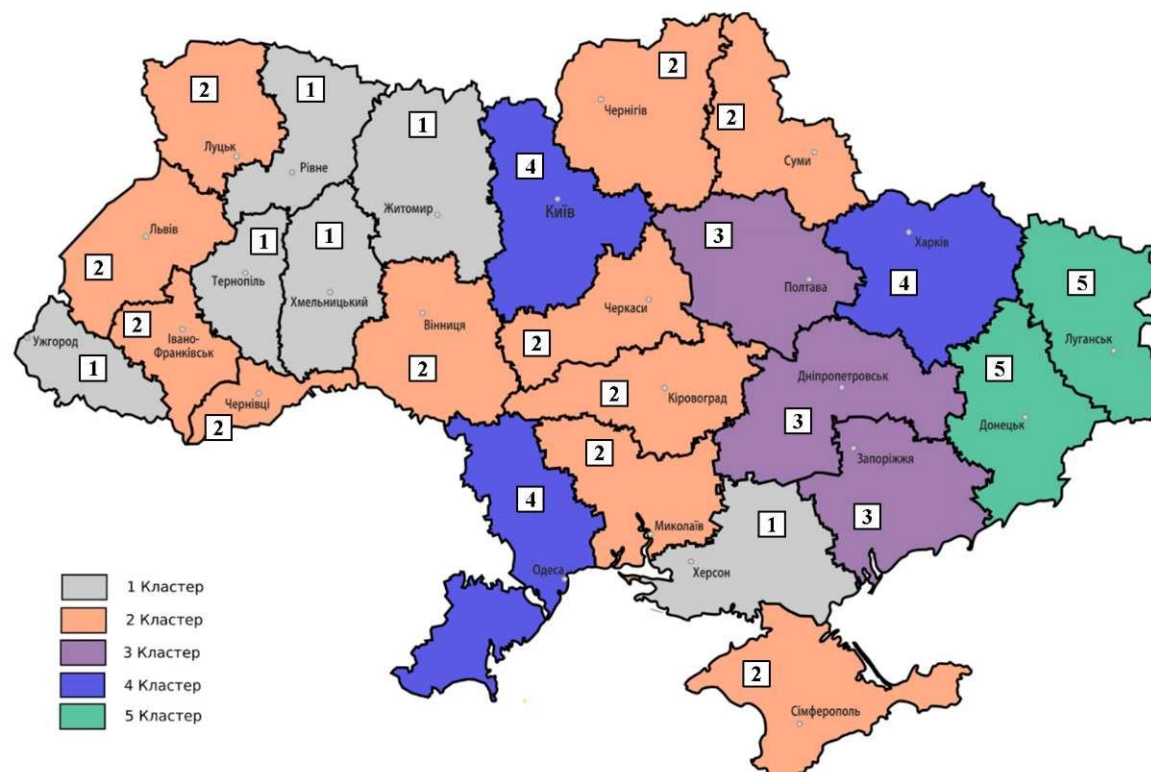 2
1
1
2
2
Чернігів
Суми
Луцьк
Рівне
4
Житомир
Київ
Львів
1
1
3
Харків
Тернопіль
2
Хмельницький
Полтава
4
5
Черкаси
Вінниця
2
Івано-
Франківськ
2
Луганськ
Ужгород
1
5
2
Дніпропетровськ
2
Кіровоград
Чернівці
2
3
Донецьк
2
Запоріжжя
4
1
3
Миколаїв
Херсон
Одеса
1 Кластер
2 Кластер
3 Кластер
4 Кластер
5 Кластер
2
Сімферополь